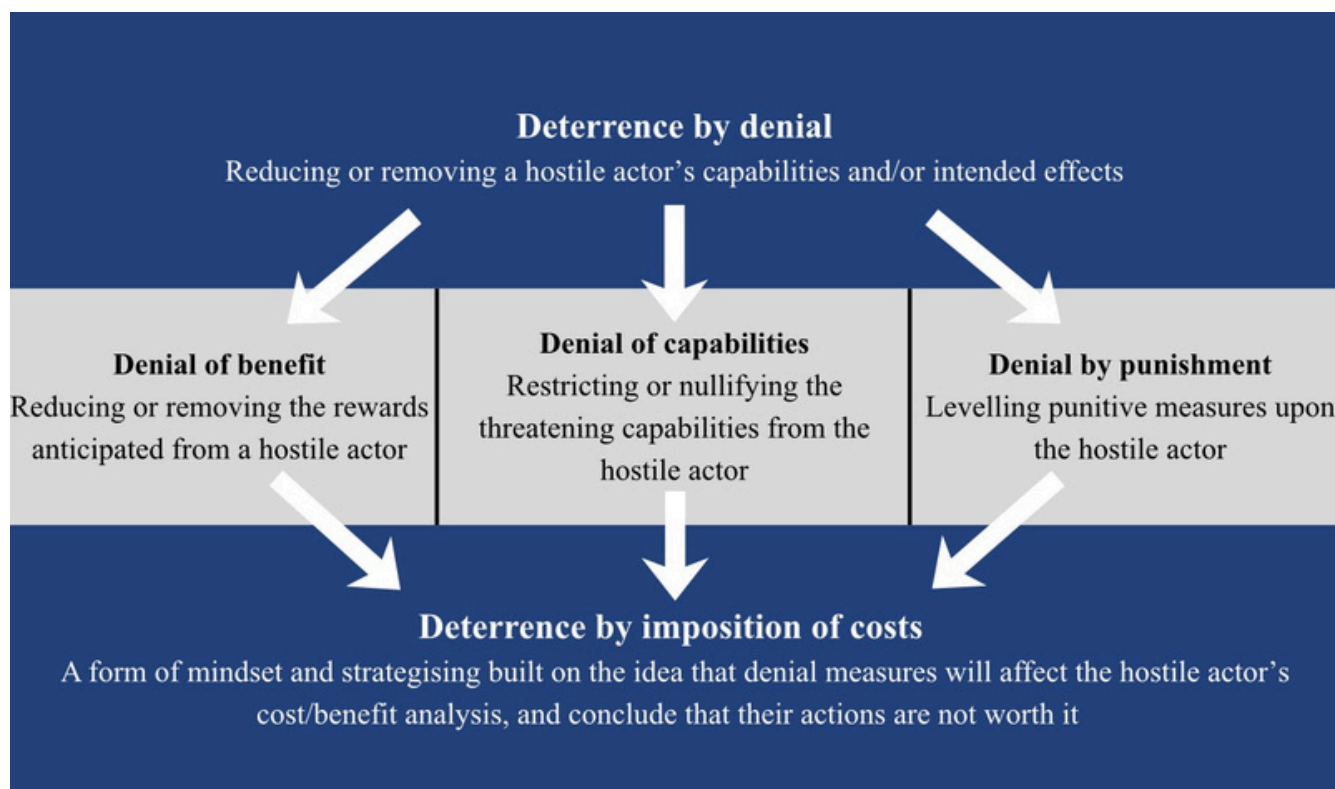 Deterrence by denial
Reducing or removing a hostile actor’s capabilities and/or intended effects
Denial of benefit
Reducing or removing the rewards
anticipated from a hostile actor
Denial of capabilities
Restricting or nullifying the
threatening capabilities from the
hostile actor
Denial by punishment
Levelling punitive measures upon
the hostile actor
Deterrence by imposition of costs
A form of mindset and strategising built on the idea that denial measures will affect the hostile actor’s
cost/benefit analysis, and conclude that their actions are not worth it